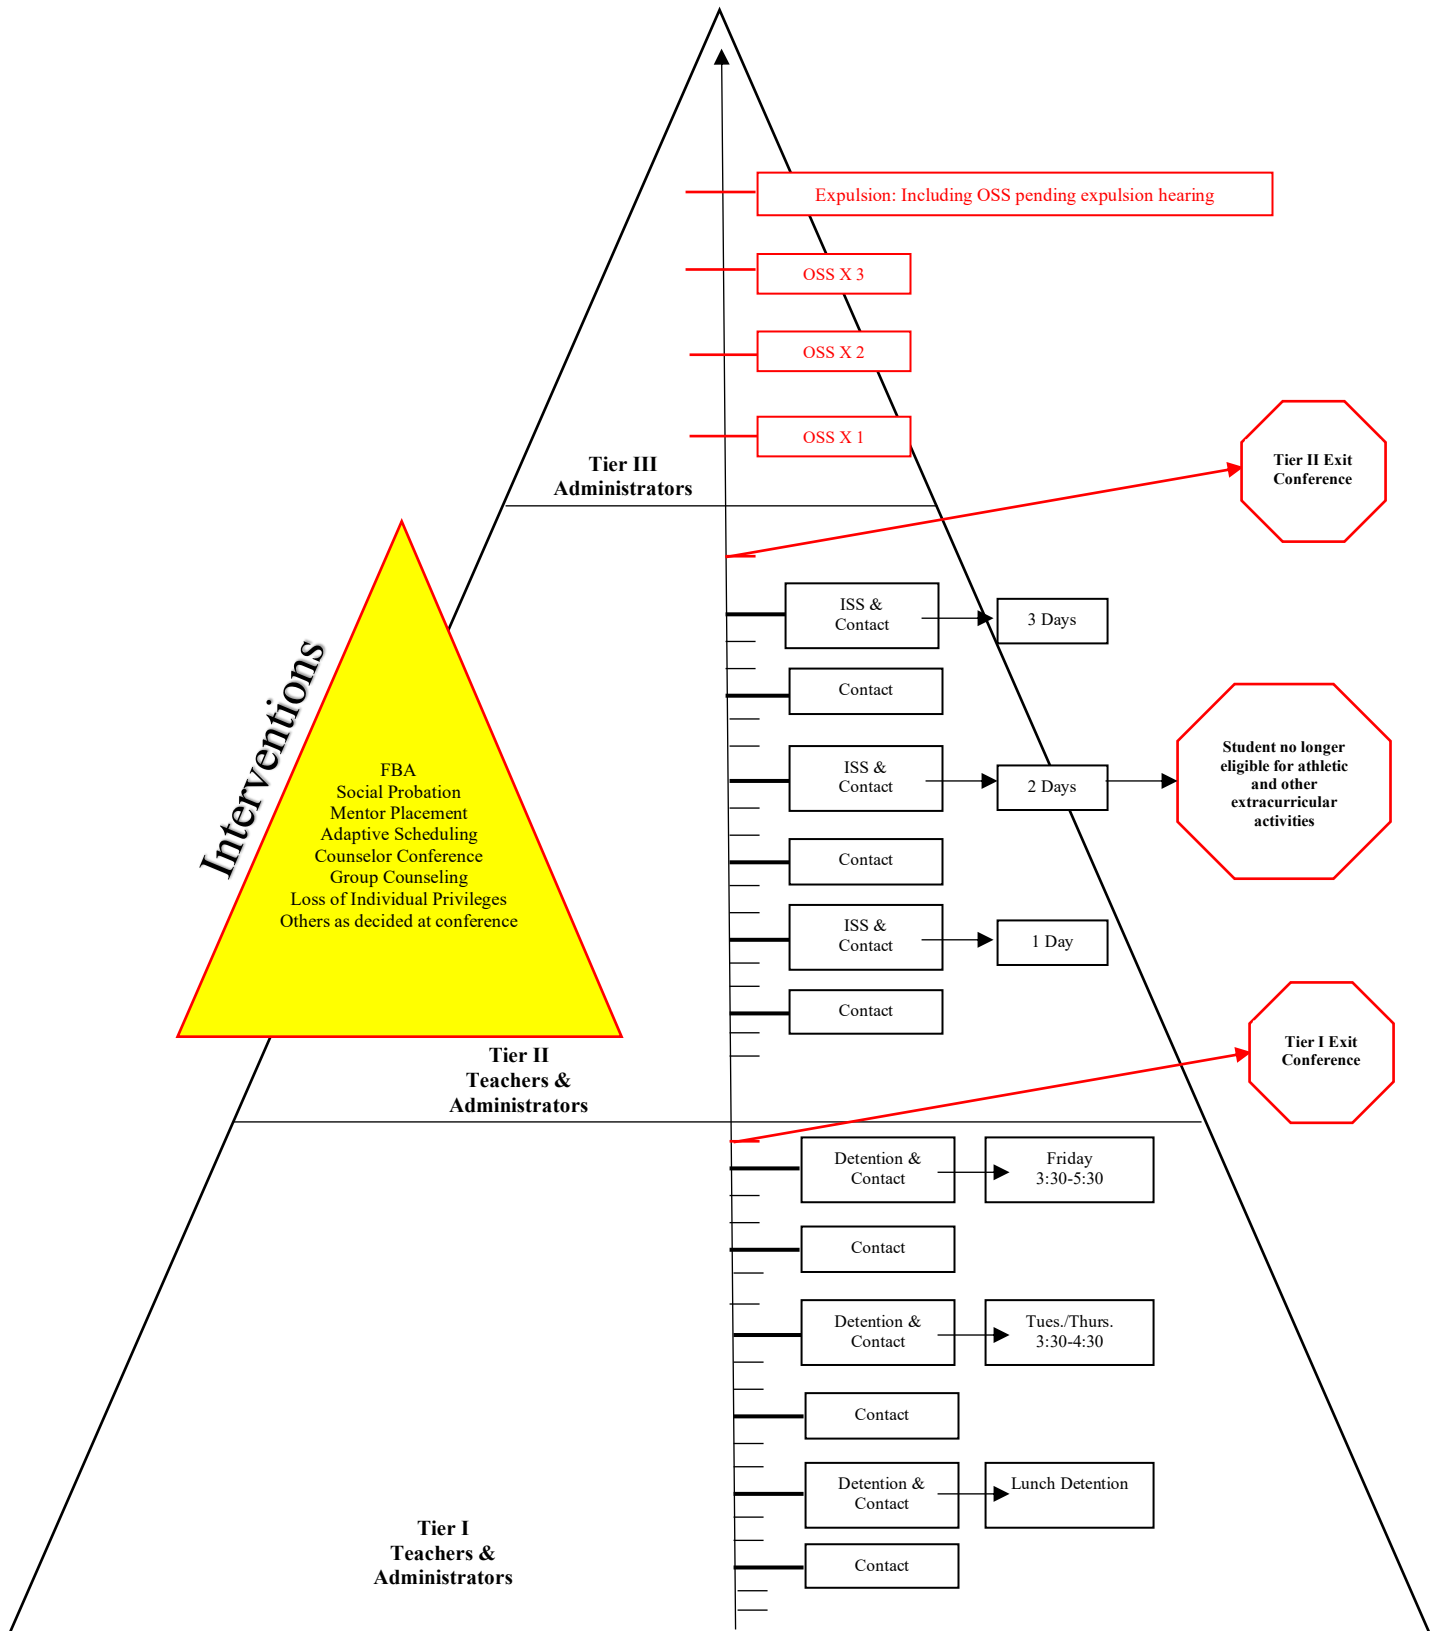 Expulsion: Including OSS pending expulsion hearing
OSS X 3
OSS X 2
OSS X 1
Tier III
Administrators
Tier II Exit
Conference
ISS &
Contact
3 Days
Contact
ISS &
Contact
2 Days
Student no longer
eligible for athletic
and other
extracurricular
activities
Interventions
FBA
Social Probation
Mentor Placement
Adaptive Scheduling
Counselor Conference
Group Counseling
Loss of Individual Privileges
Others as decided at conference
Contact
ISS &
Contact
1 Day
Contact
Tier II
Teachers &
Administrators
Tier I Exit
Conference
Detention &
Contact
Friday
3:30-5:30
Contact
Detention &
Contact
Tues./Thurs.
3:30-4:30
Contact
Detention &
Contact
Lunch Detention
Tier I
Teachers &
Administrators
Contact